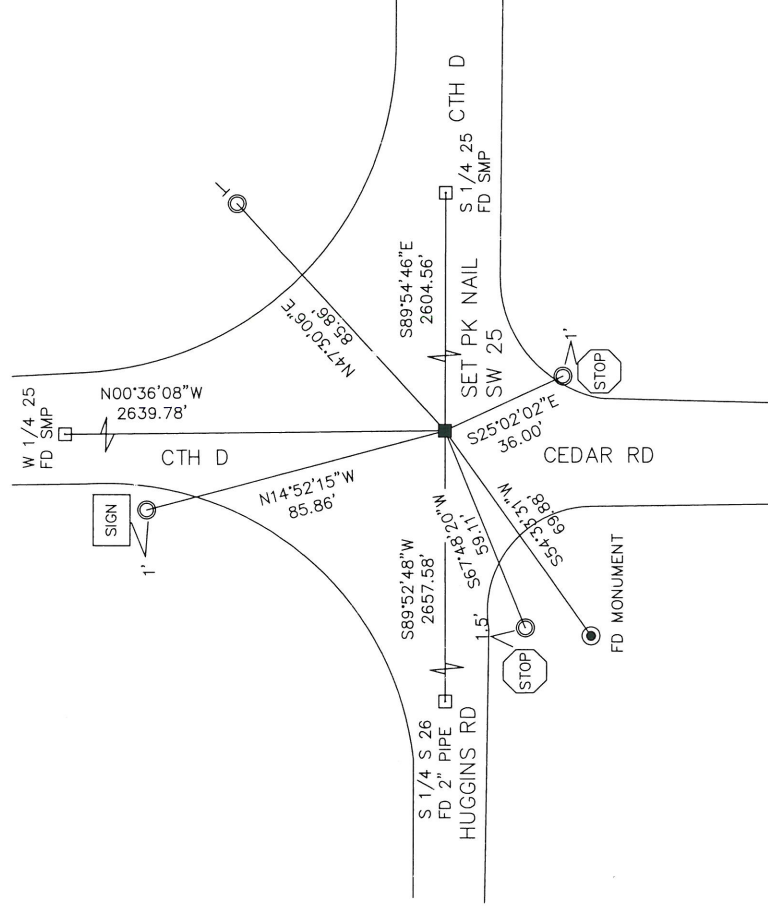 CTH D
S 1/4 25
FD SMP
S89°54'46"E
2604.56'
SET PK NAIL
SW 25
N47°30'06"E
85.86'
W 1/4 25
FD SMP
N00°36'08"W
2639.78'
CTH D
SIGN
1'
N14°52'15"W
85.86'
1'
STOP
S25°02'02"E
36.00'
CEDAR RD
S89°52'48"W
2657.58'
S67°48'20"W
59.11'
S54°33'31"W
69.88'
1.5'
STOP
FD MONUMENT
S 1/4 S 26
FD 2" PIPE
HUGGINS RD